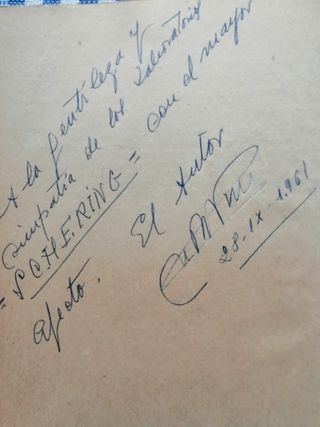 A la gentileza y
simpatía de los Laboratorios
= SCHERING = con el mayor
afecto. El Autor
28-IX-1961